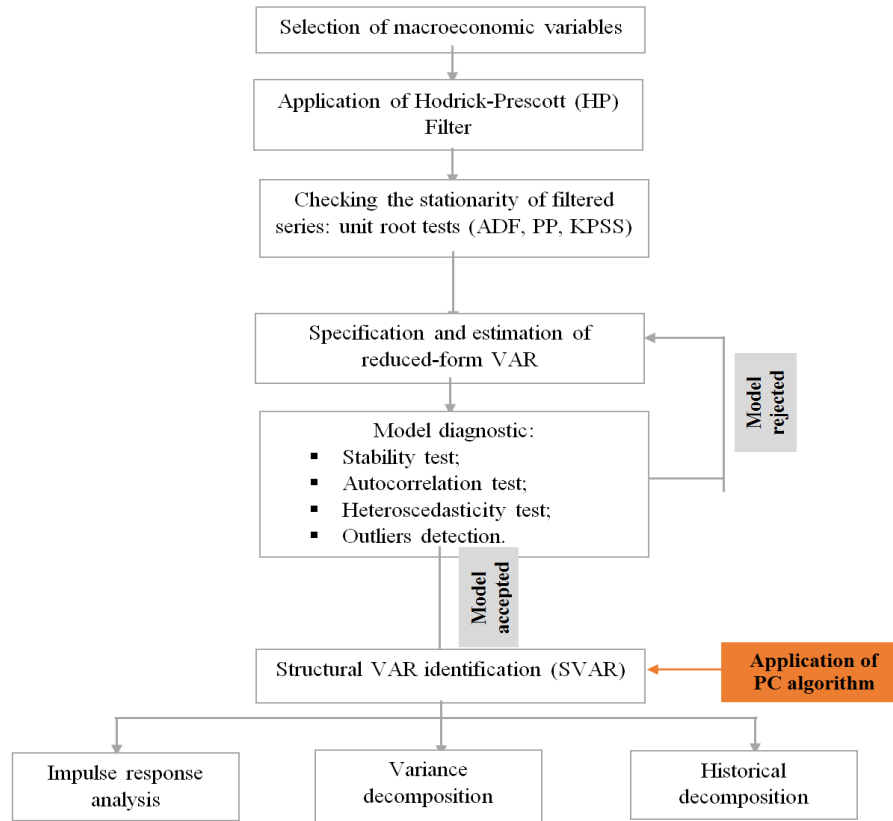 Selection of macroeconomic variables
Application of Hodrick-Prescott (HP)
Filter
Checking the stationarity of filtered
series: unit root tests (ADF, PP, KPSS)
Specification and estimation of
reduced-form VAR
Model
rejected
Model diagnostic:
▪ Stability test;
▪ Autocorrelation test;
▪ Heteroscedasticity test;
▪ Outliers detection.
Model
accepted
Structural VAR identification (SVAR)
Application of
PC algorithm
Impulse response
analysis
Variance
decomposition
Historical
decomposition